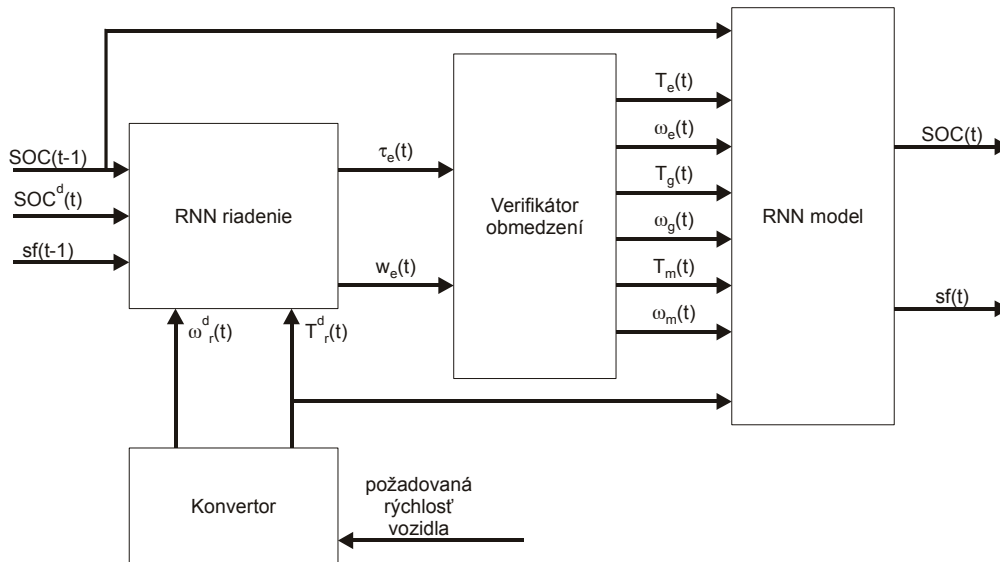 SOC(t-1)
SOC^d(t)
sf(t-1)
RNN riadenie
τ_e(t)
w_e(t)
ω^d_r(t)
T^d_r(t)
Verifikátor
obmedzení
T_e(t)
ω_e(t)
T_g(t)
ω_g(t)
T_m(t)
ω_m(t)
RNN model
SOC(t)
sf(t)
Konvertor
požadovaná
rýchlosť
vozidla